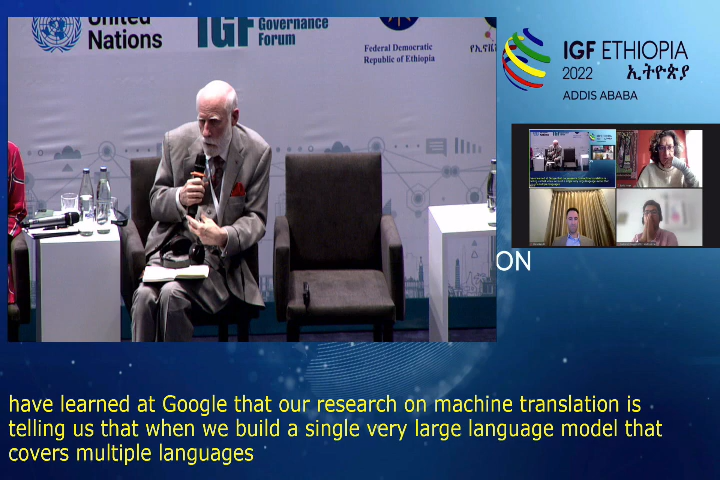 United
Nations
IGF
Governance
Forum
Federal Democratic
Republic of Ethiopia
IGF ETHIOPIA
2022 ኢትዮጵያ
ADDIS ABABA
ON
have learned at Google that our research on machine translation is
telling us that when we build a single very large language model that
covers multiple languages